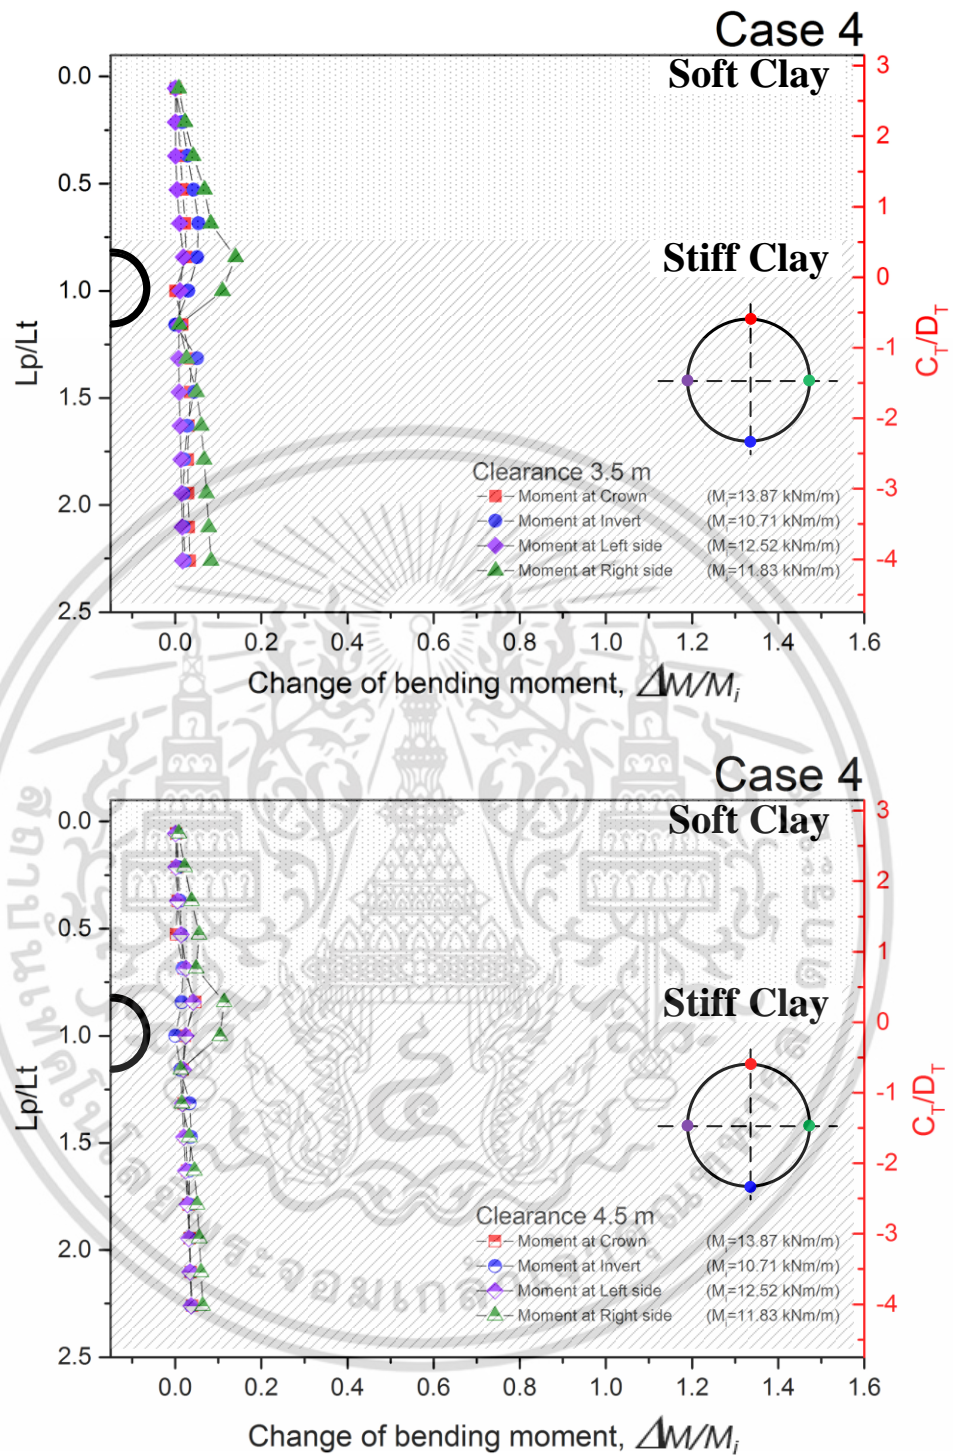 Case 4
Soft Clay
Stiff Clay
0.0
0.5
1.0
1.5
2.0
2.5
Lp/Lt
3
2
1
0
-1
-2
-3
-4
C_T/D_T
Clearance 3.5 m
Moment at Crown (M_i=13.87 kNm/m)
Moment at Invert (M_i=10.71 kNm/m)
Moment at Left side (M_i=12.52 kNm/m)
Moment at Right side (M_i=11.83 kNm/m)
0.0 0.2 0.4 0.6 0.8 1.0 1.2 1.4 1.6
Change of bending moment, ΔM/M_i
Case 4
Soft Clay
Stiff Clay
0.0
0.5
1.0
1.5
2.0
2.5
Lp/Lt
3
2
1
0
-1
-2
-3
-4
C_T/D_T
Clearance 4.5 m
Moment at Crown (M_i=13.87 kNm/m)
Moment at Invert (M_i=10.71 kNm/m)
Moment at Left side (M_i=12.52 kNm/m)
Moment at Right side (M_i=11.83 kNm/m)
0.0 0.2 0.4 0.6 0.8 1.0 1.2 1.4 1.6
Change of bending moment, ΔM/M_i